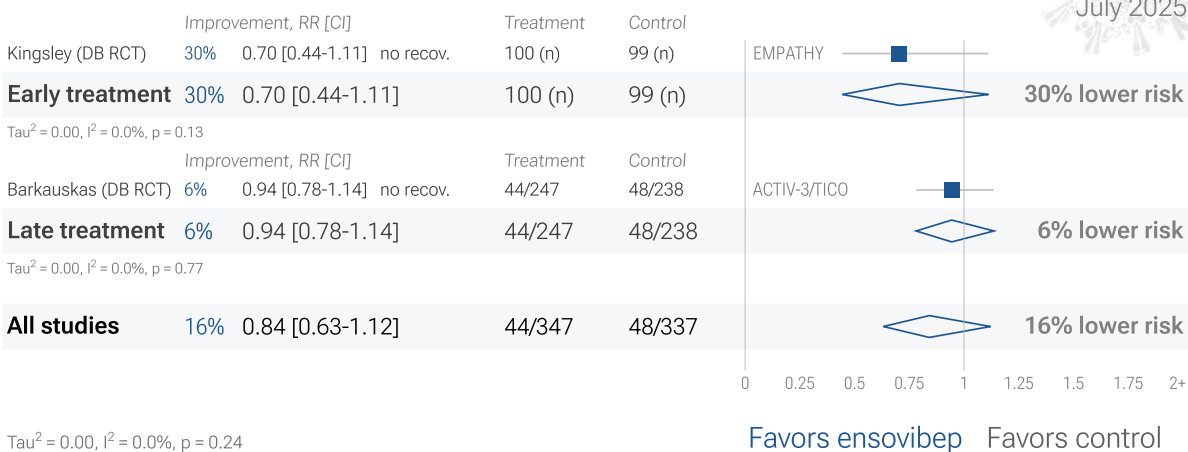 July 2025
Improvement, RR [CI] Treatment Control
Kingsley (DB RCT) 30% 0.70 [0.44-1.11] no recov. 100 (n) 99 (n) EMPATHY
Early treatment 30% 0.70 [0.44-1.11] 100 (n) 99 (n) 30% lower risk
Tau² = 0.00, I² = 0.0%, p = 0.13
Improvement, RR [CI] Treatment Control
Barkauskas (DB RCT) 6% 0.94 [0.78-1.14] no recov. 44/247 48/238 ACTIV-3/TICO
Late treatment 6% 0.94 [0.78-1.14] 44/247 48/238 6% lower risk
Tau² = 0.00, I² = 0.0%, p = 0.77
All studies 16% 0.84 [0.63-1.12] 44/347 48/337 16% lower risk
0 0.25 0.5 0.75 1 1.25 1.5 1.75 2+
Tau² = 0.00, I² = 0.0%, p = 0.24 Favors ensovibep Favors control